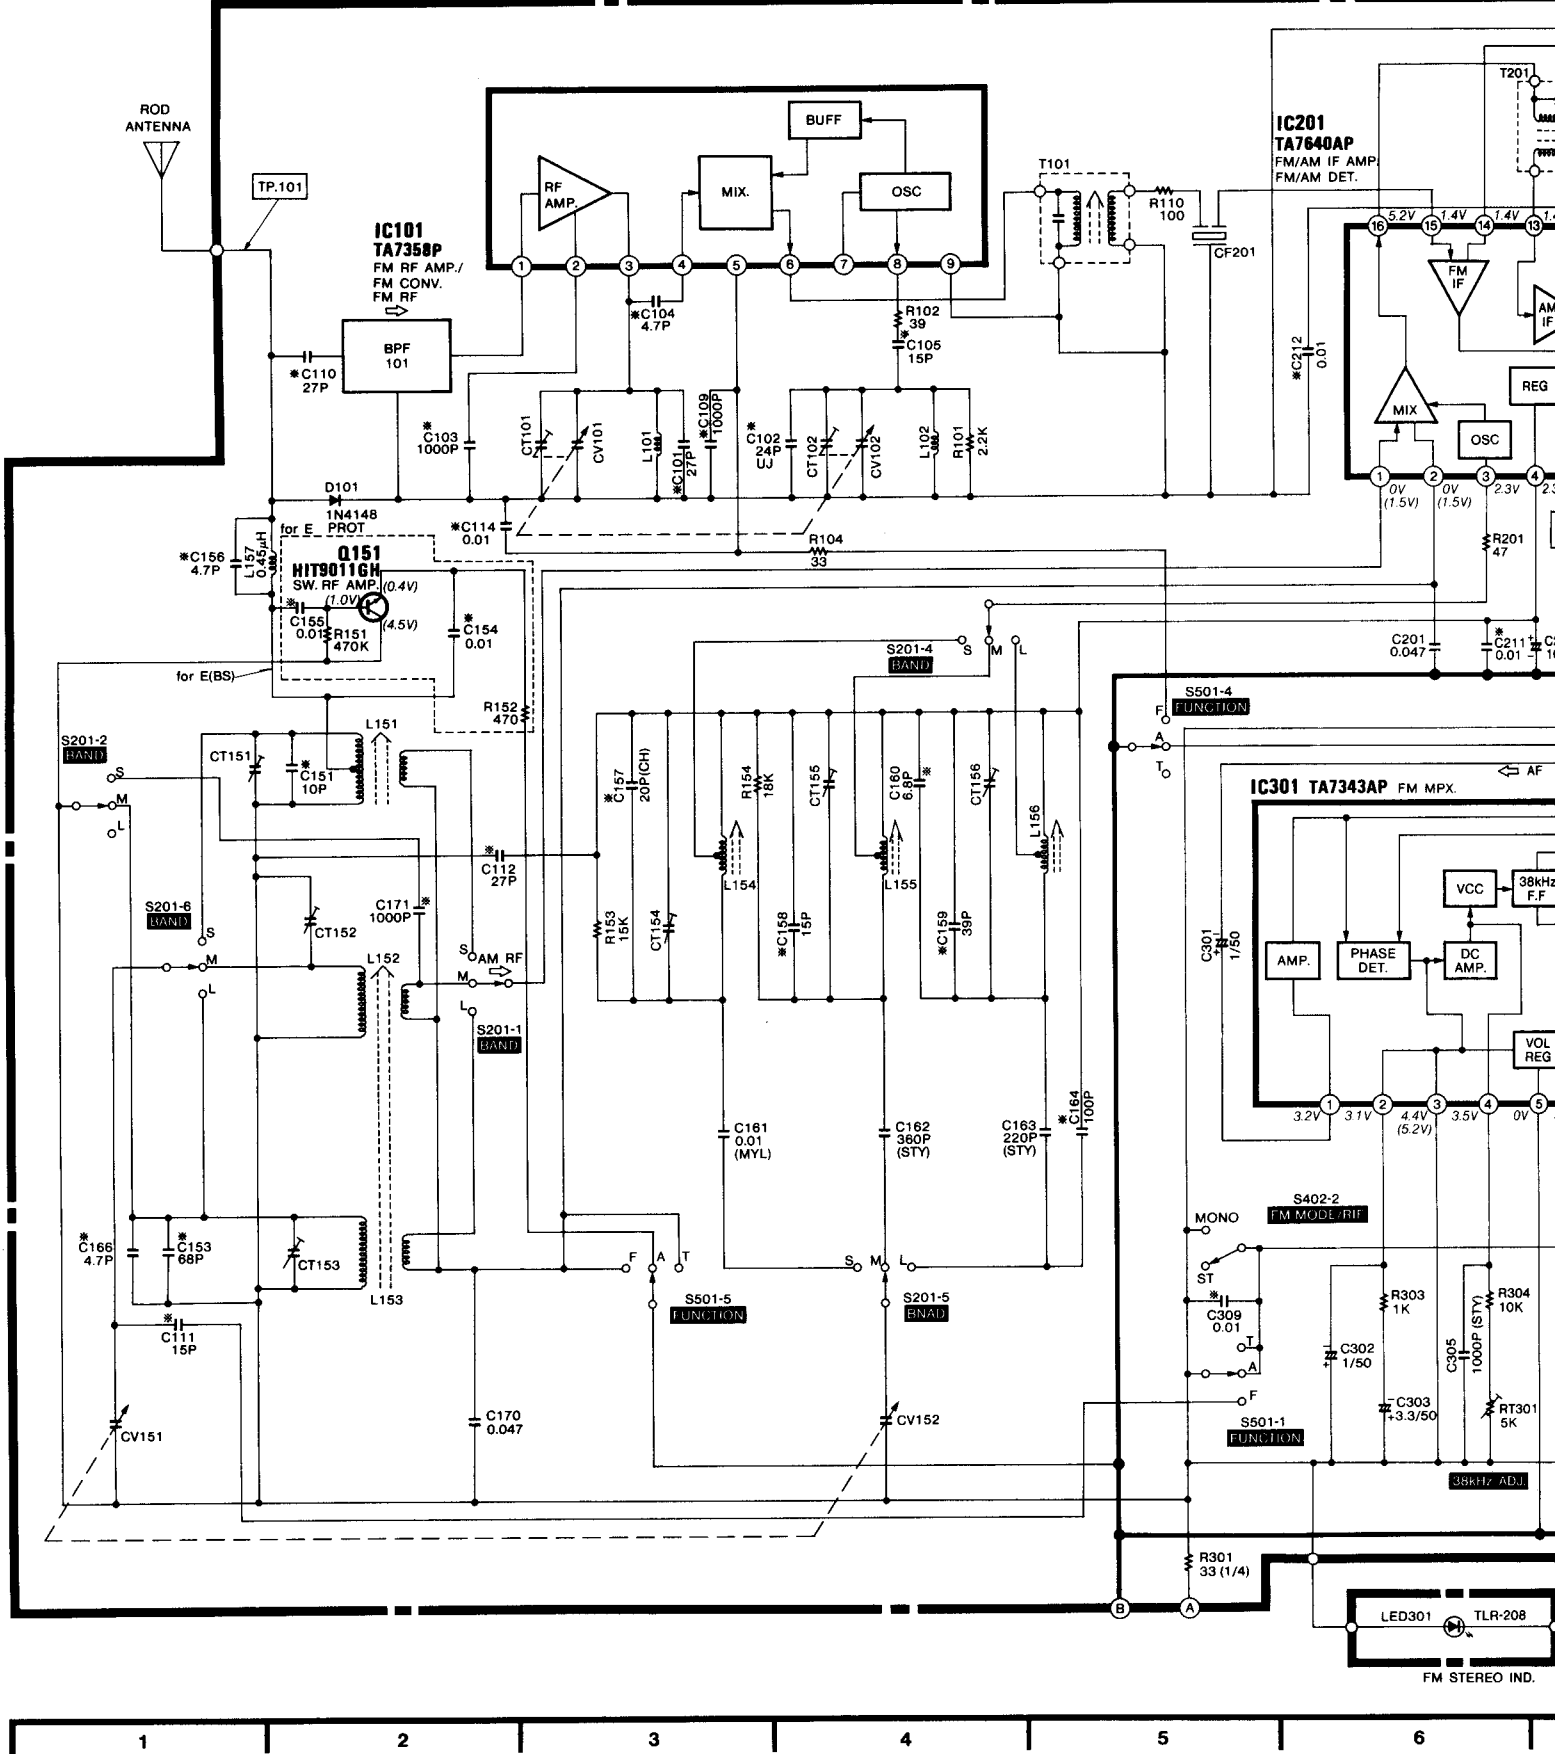 ROD
ANTENNA
TP.101
IC101
TA7358P
FM RF AMP./
FM CONV.
FM RF
RF
AMP.
MIX.
BUFF
OSC
1
2
3
4
5
6
7
8
9
T101
R110
100
CF201
IC201
TA7640AP
FM/AM IF AMP.
FM/AM DET.
T201
5.2V
1.4V
1.4V
16
15
14
13
FM
IF
AM
IF
REG
MIX
OSC
1
2
3
4
0V
(1.5V)
0V
(1.5V)
2.3V
※C212
0.01
BPF
101
※C110
27P
※C104
4.7P
R102
39
※
C105
15P
※
C103
1000P
CT101
CV101
L101
※C101
27P
※C109
1000P
※
C102
24P
UJ
CT102
CV102
L102
R101
2.2K
D101
1N4148
PROT
for E
※C114
0.01
R104
33
R201
47
※C156
4.7P
L157
0.45μH
Q151
HIT9011GH
SW. RF AMP.
(0.4V)
(1.0V)
(4.5V)
※
C155
0.01
R151
470K
※
C154
0.01
for E(BS)
R152
470
S201-4
BAND
S
M
L
C201
0.047
※
C211
0.01
S501-4
FUNCTION
F
A
T
S201-2
BAND
S
M
L
L151
CT151
※
C151
10P
※
C112
27P
※C157
20P(CH)
R154
18K
CT155
C160
6.8P
※
CT156
L156
L154
L155
IC301 TA7343AP FM MPX.
AF
VCC
38kHz
F.F
AMP.
PHASE
DET.
DC
AMP.
VOL
REG
C301
1/50
S201-6
BAND
S
M
L
CT152
C171
1000P
※
L152
S
M
L
AM RF
S201-1
BAND
R153
15K
CT154
※C158
15P
※C159
39P
1
2
3
4
5
3.2V
3.1V
4.4V
(5.2V)
3.5V
0V
C161
0.01
(MYL)
C162
360P
(STY)
C163
220P
(STY)
※C164
100P
※
C166
4.7P
※
C153
68P
CT153
L153
※
C111
15P
F
A
T
S501-5
FUNCTION
S
M
L
S201-5
BNAD
S402-2
FM MODE/RIF
MONO
ST
※
C309
0.01
T
A
F
S501-1
FUNCTION
R303
1K
C302
1/50
C303
3.3/50
C305
1000P (STY)
R304
10K
RT301
5K
38kHz ADJ.
CV151
C170
0.047
CV152
R301
33 (1/4)
B
A
LED301
TLR-208
FM STEREO IND.
1
2
3
4
5
6